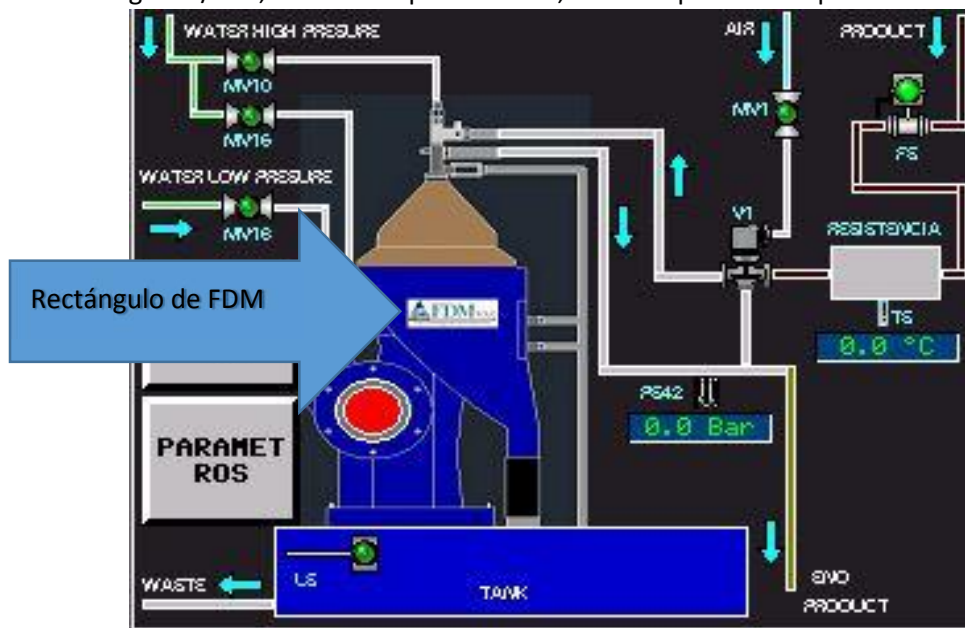 WATER HIGH PRESURE
AIR
PRODUCT
MV10
MV1
MV16
FS
WATER LOW PRESURE
MV18
V1
RESISTENCIA
Rectángulo de FDM
FDM
TS
0.0 °C
PS42
0.0 Bar
PARAMET
ROS
LS
TANK
WASTE
END
PRODUCT